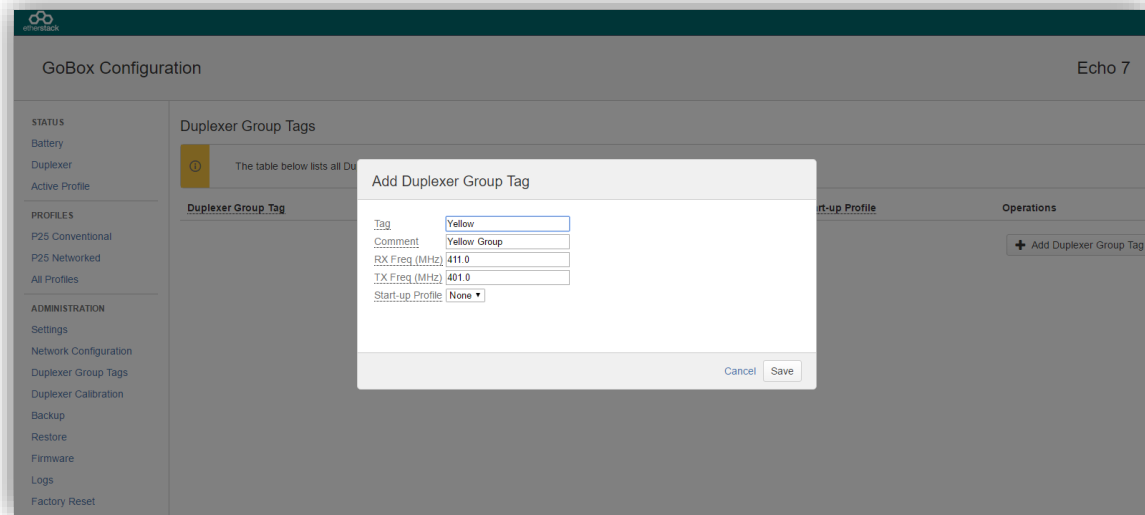 etherstack
GoBox Configuration
Echo 7
STATUS
Battery
Duplexer
Active Profile
PROFILES
P25 Conventional
P25 Networked
All Profiles
ADMINISTRATION
Settings
Network Configuration
Duplexer Group Tags
Duplexer Calibration
Backup
Restore
Firmware
Logs
Factory Reset
Duplexer Group Tags
The table below lists all Du
Duplexer Group Tag
rt-up Profile
Operations
+ Add Duplexer Group Tag
Add Duplexer Group Tag
Tag Yellow
Comment Yellow Group
RX Freq (MHz) 411.0
TX Freq (MHz) 401.0
Start-up Profile None
Cancel Save